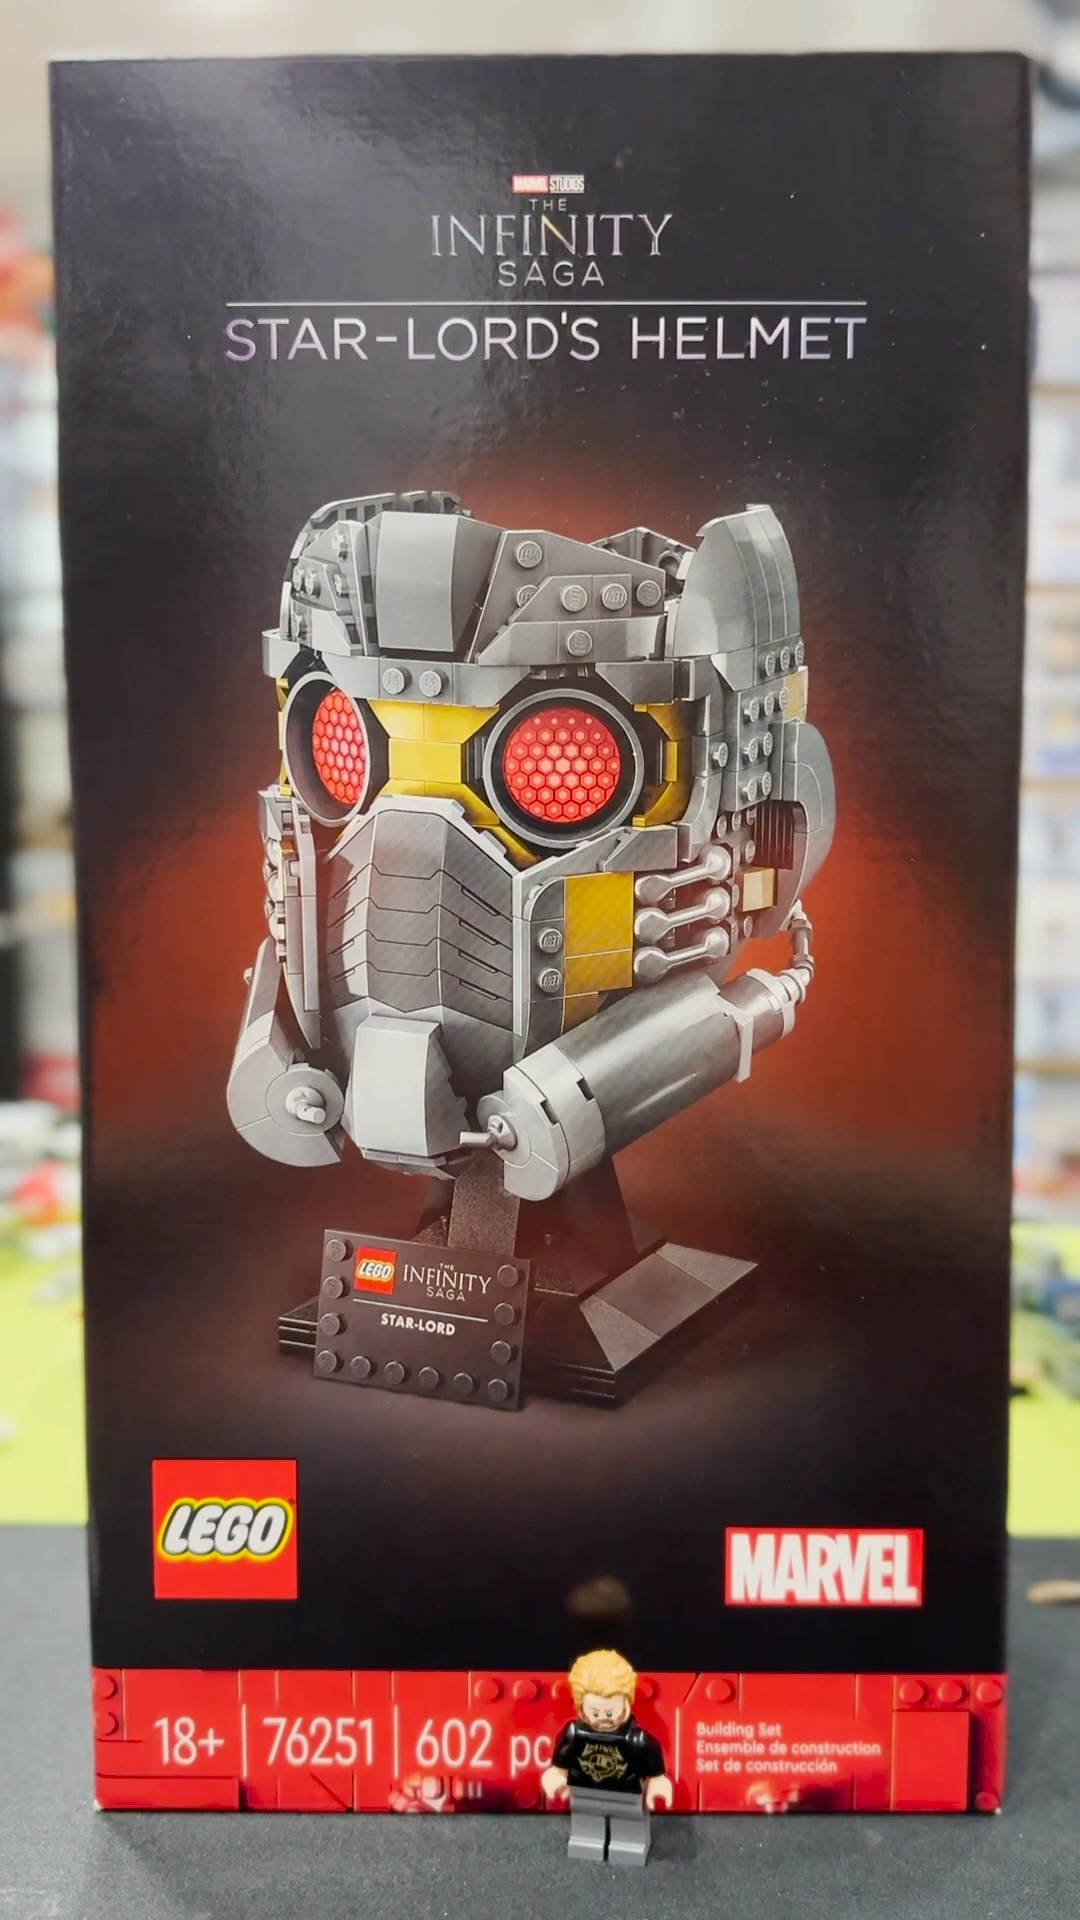 MARVEL STUDIOS
THE
INFINITY
SAGA
STAR-LORD'S HELMET
LEGO
THE
INFINITY
SAGA
STAR-LORD
LEGO
MARVEL
18+ 76251 602 pc
Building Set
Ensemble de construction
Set de construcción